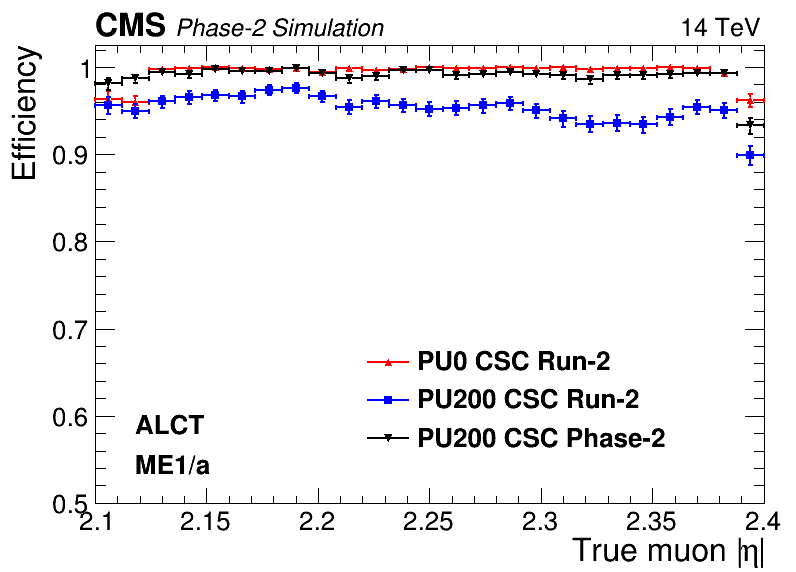 CMS Phase-2 Simulation 14 TeV
Efficiency
1
0.9
0.8
0.7
0.6
0.5
PU0 CSC Run-2
PU200 CSC Run-2
PU200 CSC Phase-2
ALCT
ME1/a
2.1 2.15 2.2 2.25 2.3 2.35 2.4
True muon |η|